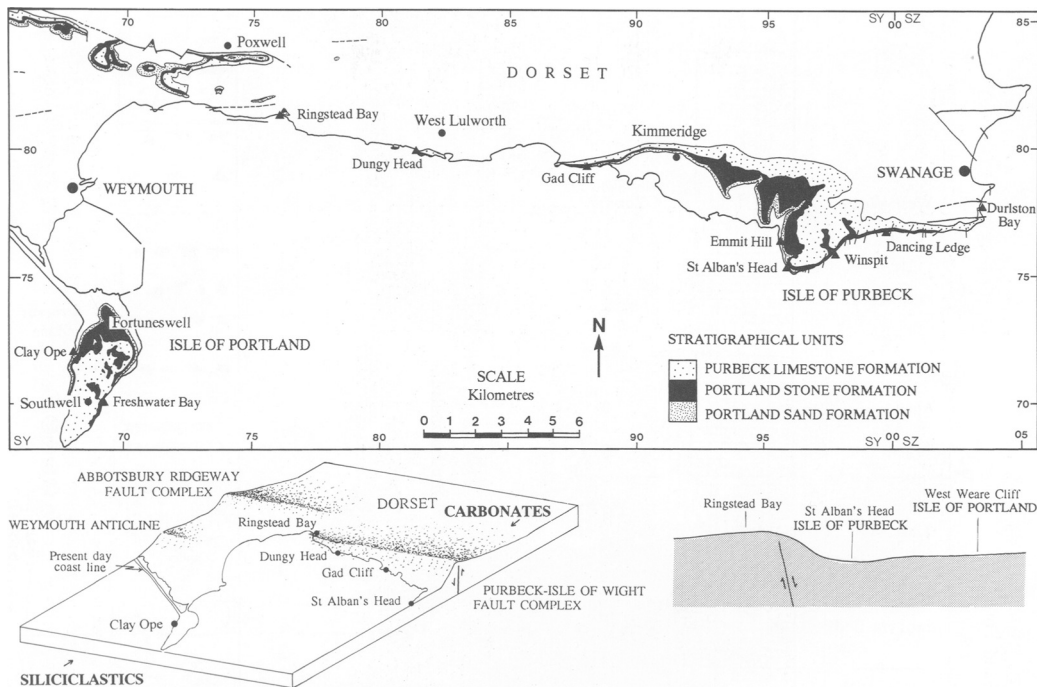 70 75 80 85 90 95 SY 00 SZ 85
Poxwell
DORSET
Ringstead Bay
West Lulworth
Kimmeridge
80
80
Dungy Head
Gad Cliff
SWANAGE
WEYMOUTH
Durlston
Bay
Emmit Hill
Dancing Ledge
St Alban's Head
Winspit
75
75
ISLE OF PURBECK
N
Fortuneswell
STRATIGRAPHICAL UNITS
ISLE OF PORTLAND
Clay Ope
PURBECK LIMESTONE FORMATION
SCALE
Kilometres
PORTLAND STONE FORMATION
Southwell
Freshwater Bay
70
0 1 2 3 4 5 6
PORTLAND SAND FORMATION
70
SY
70 75 80 85 90 95 SY 00 SZ 05
ABBOTSBURY RIDGEWAY
FAULT COMPLEX
DORSET
CARBONATES
WEYMOUTH ANTICLINE
Ringstead Bay
Present day
coast line
Dungy Head
Gad Cliff
St Alban's Head
PURBECK-ISLE OF WIGHT
FAULT COMPLEX
Clay Ope
SILICICLASTICS
Ringstead Bay
St Alban's Head
ISLE OF PURBECK
West Weare Cliff
ISLE OF PORTLAND